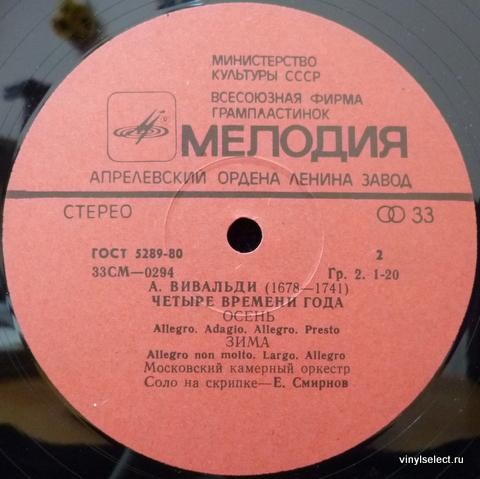 МИНИСТЕРСТВО
КУЛЬТУРЫ СССР
ВСЕСОЮЗНАЯ ФИРМА
ГРАМПЛАСТИНОК
МЕЛОДИЯ
АПРЕЛЕВСКИЙ ОРДЕНА ЛЕНИНА ЗАВОД
СТЕРЕО 33
ГОСТ 5289-80 2
33СМ—0294 Гр. 2. 1-20
А. ВИВАЛЬДИ (1678—1741)
ЧЕТЫРЕ ВРЕМЕНИ ГОДА
ОСЕНЬ
Allegro. Adagio. Allegro. Presto
ЗИМА
Allegro non molto. Largo. Allegro
Московский камерный оркестр
Соло на скрипке—Е. Смирнов
vinylselect.ru